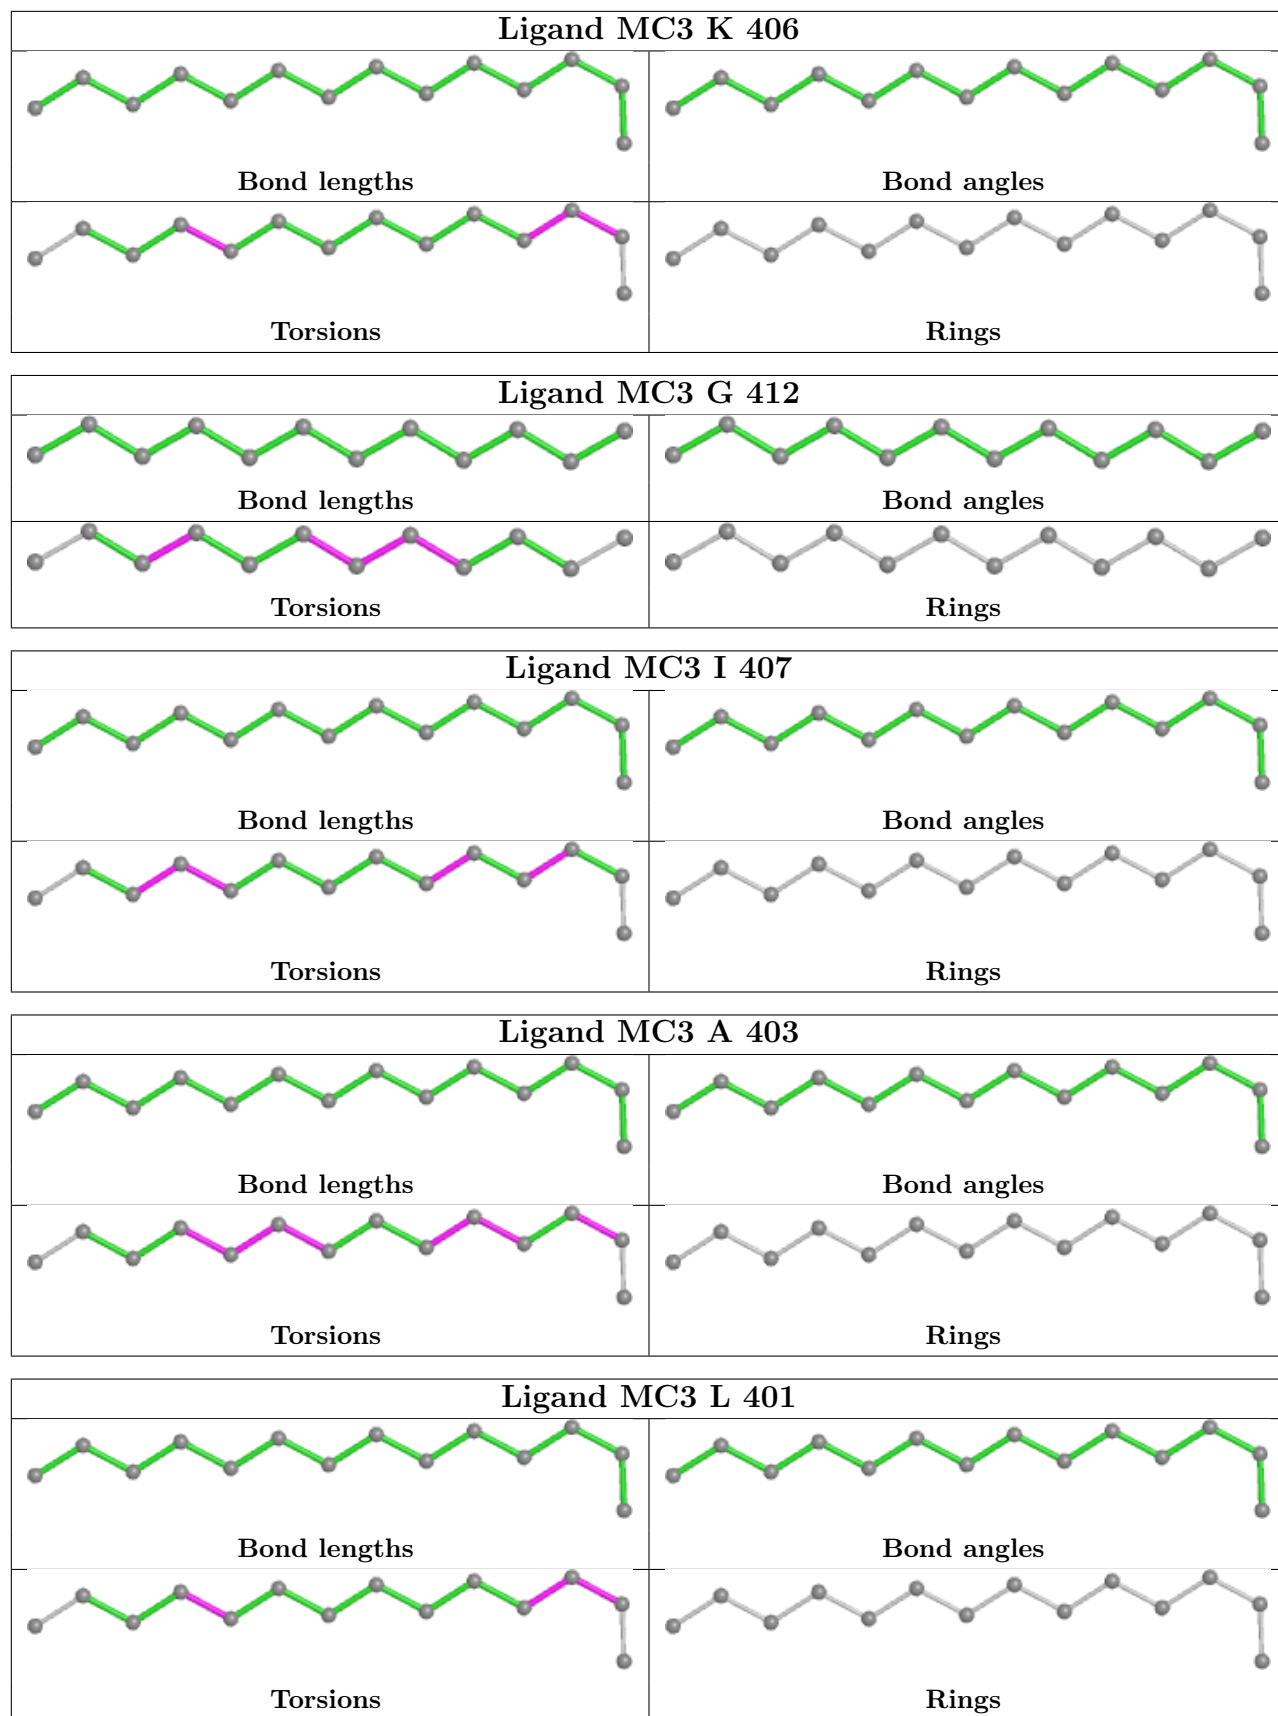 Ligand MC3 K 406
Bond lengths
Bond angles
Torsions
Rings
Ligand MC3 G 412
Bond lengths
Bond angles
Torsions
Rings
Ligand MC3 I 407
Bond lengths
Bond angles
Torsions
Rings
Ligand MC3 A 403
Bond lengths
Bond angles
Torsions
Rings
Ligand MC3 L 401
Bond lengths
Bond angles
Torsions
Rings